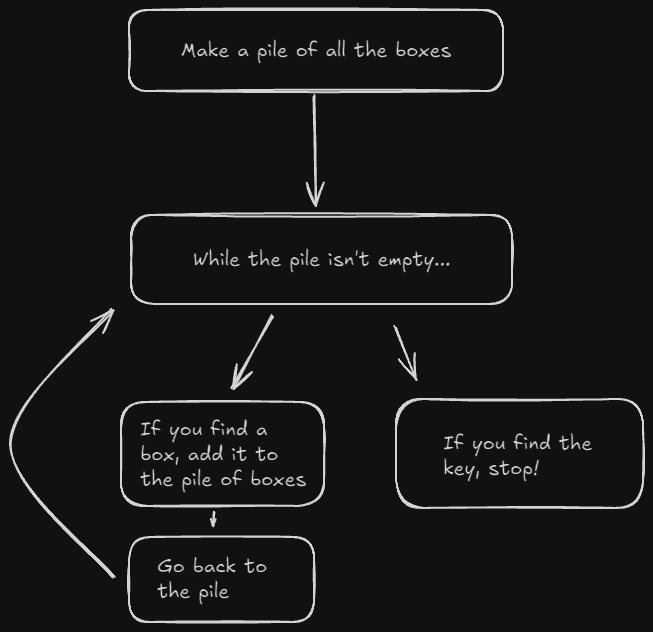 Make a pile of all the boxes
While the pile isn't empty...
If you find a
box, add it to
the pile of boxes
If you find the
key, stop!
Go back to
the pile